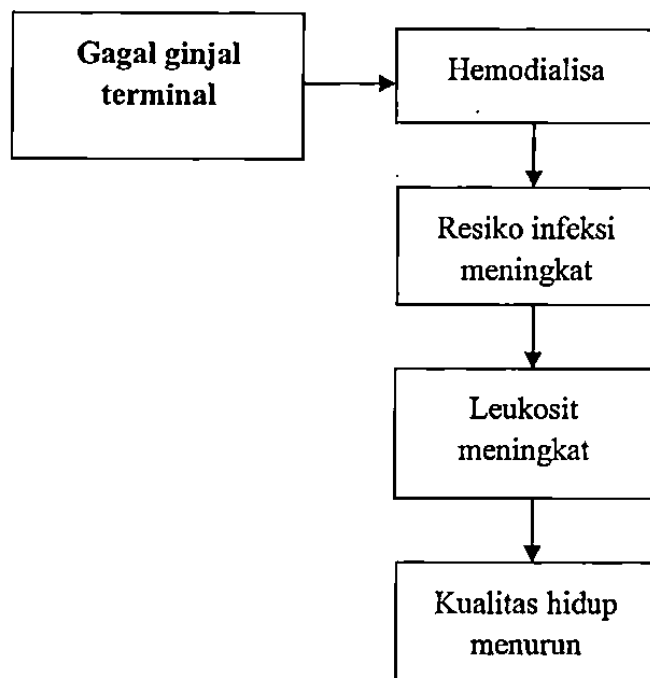 Gagal ginjal
terminal
Hemodialisa
Resiko infeksi
meningkat
Leukosit
meningkat
Kualitas hidup
menurun